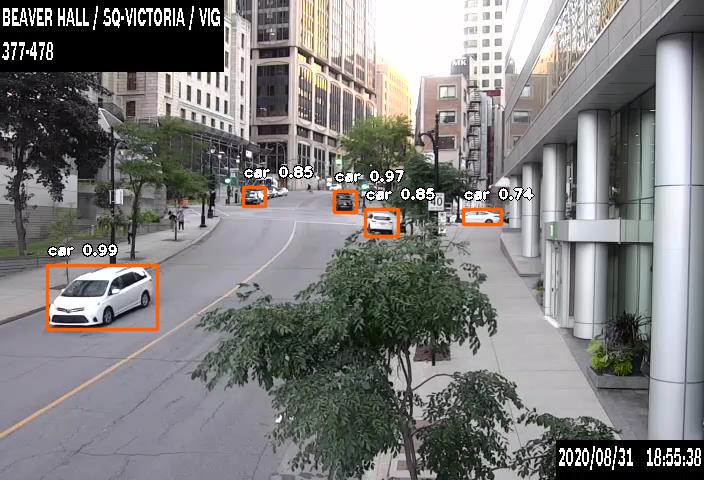 BEAVER HALL / SQ-VICTORIA / VIG
377-478
MK
car 0.85
car 0.97
car 0.85
car 0.74
car 0.99
2020/08/31 18:55:38